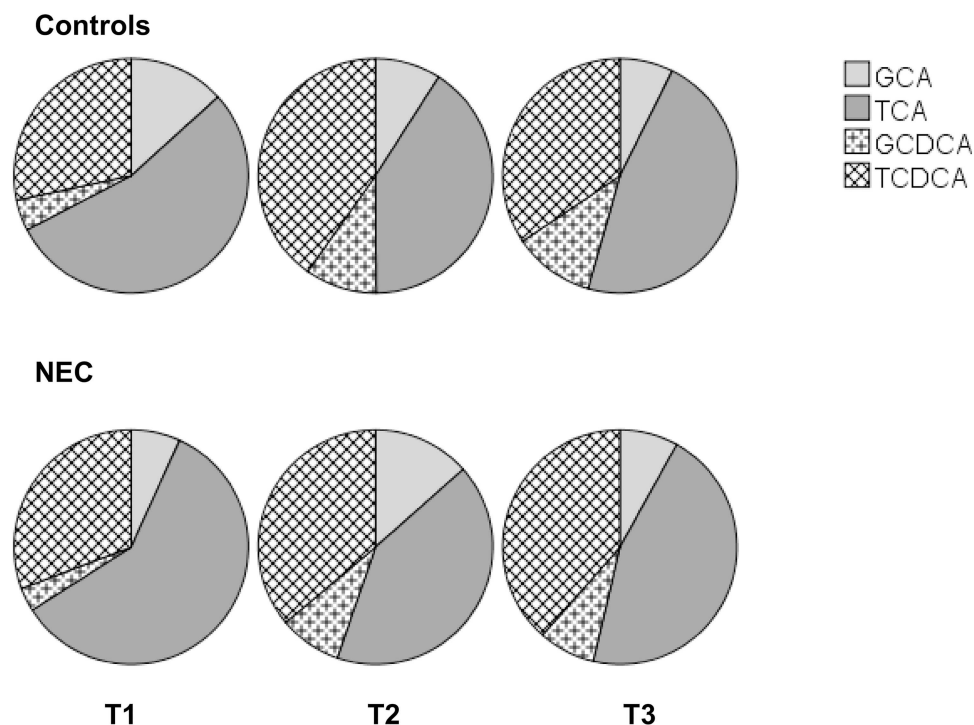 Controls
GCA
TCA
GCDCA
TCDCA
NEC
T1 T2 T3